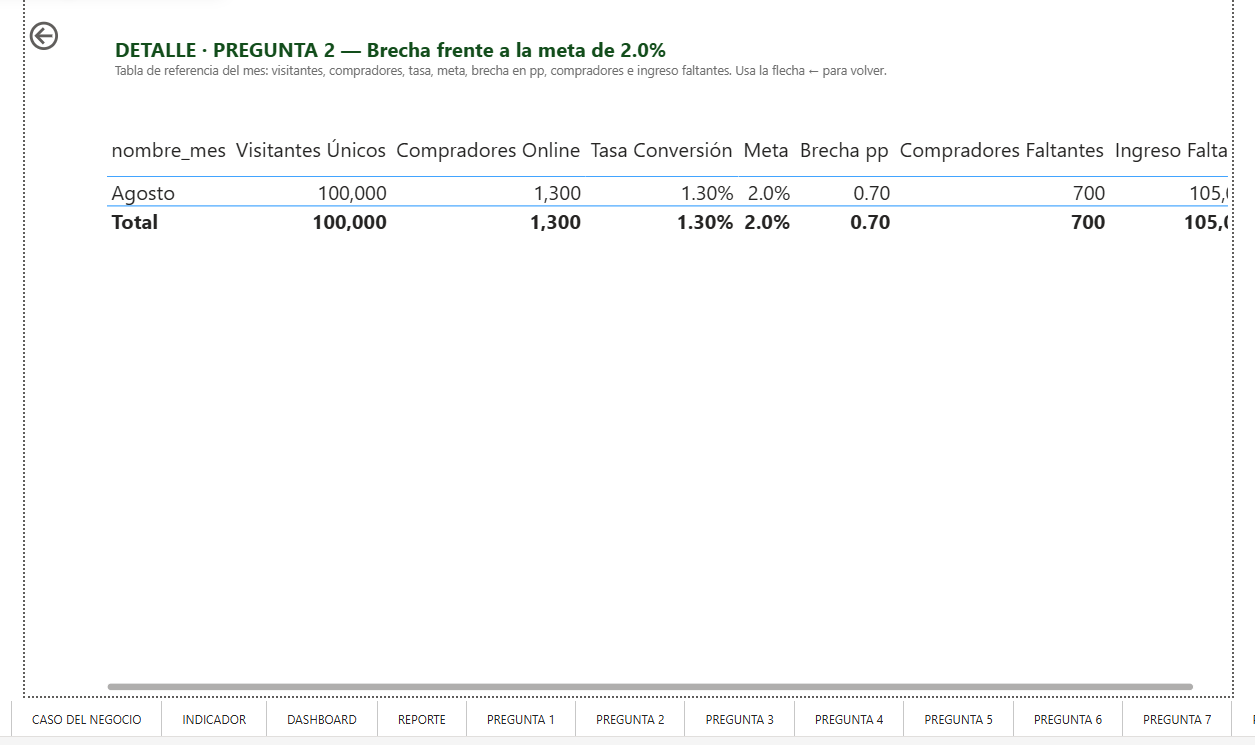 DETALLE · PREGUNTA 2 — Brecha frente a la meta de 2.0%
Tabla de referencia del mes: visitantes, compradores, tasa, meta, brecha en pp, compradores e ingreso faltantes. Usa la flecha ← para volver.
nombre_mes Visitantes Únicos Compradores Online Tasa Conversión Meta Brecha pp Compradores Faltantes Ingreso Falta
Agosto 100,000 1,300 1.30% 2.0% 0.70 700 105,
Total 100,000 1,300 1.30% 2.0% 0.70 700 105,
CASO DEL NEGOCIO INDICADOR DASHBOARD REPORTE PREGUNTA 1 PREGUNTA 2 PREGUNTA 3 PREGUNTA 4 PREGUNTA 5 PREGUNTA 6 PREGUNTA 7